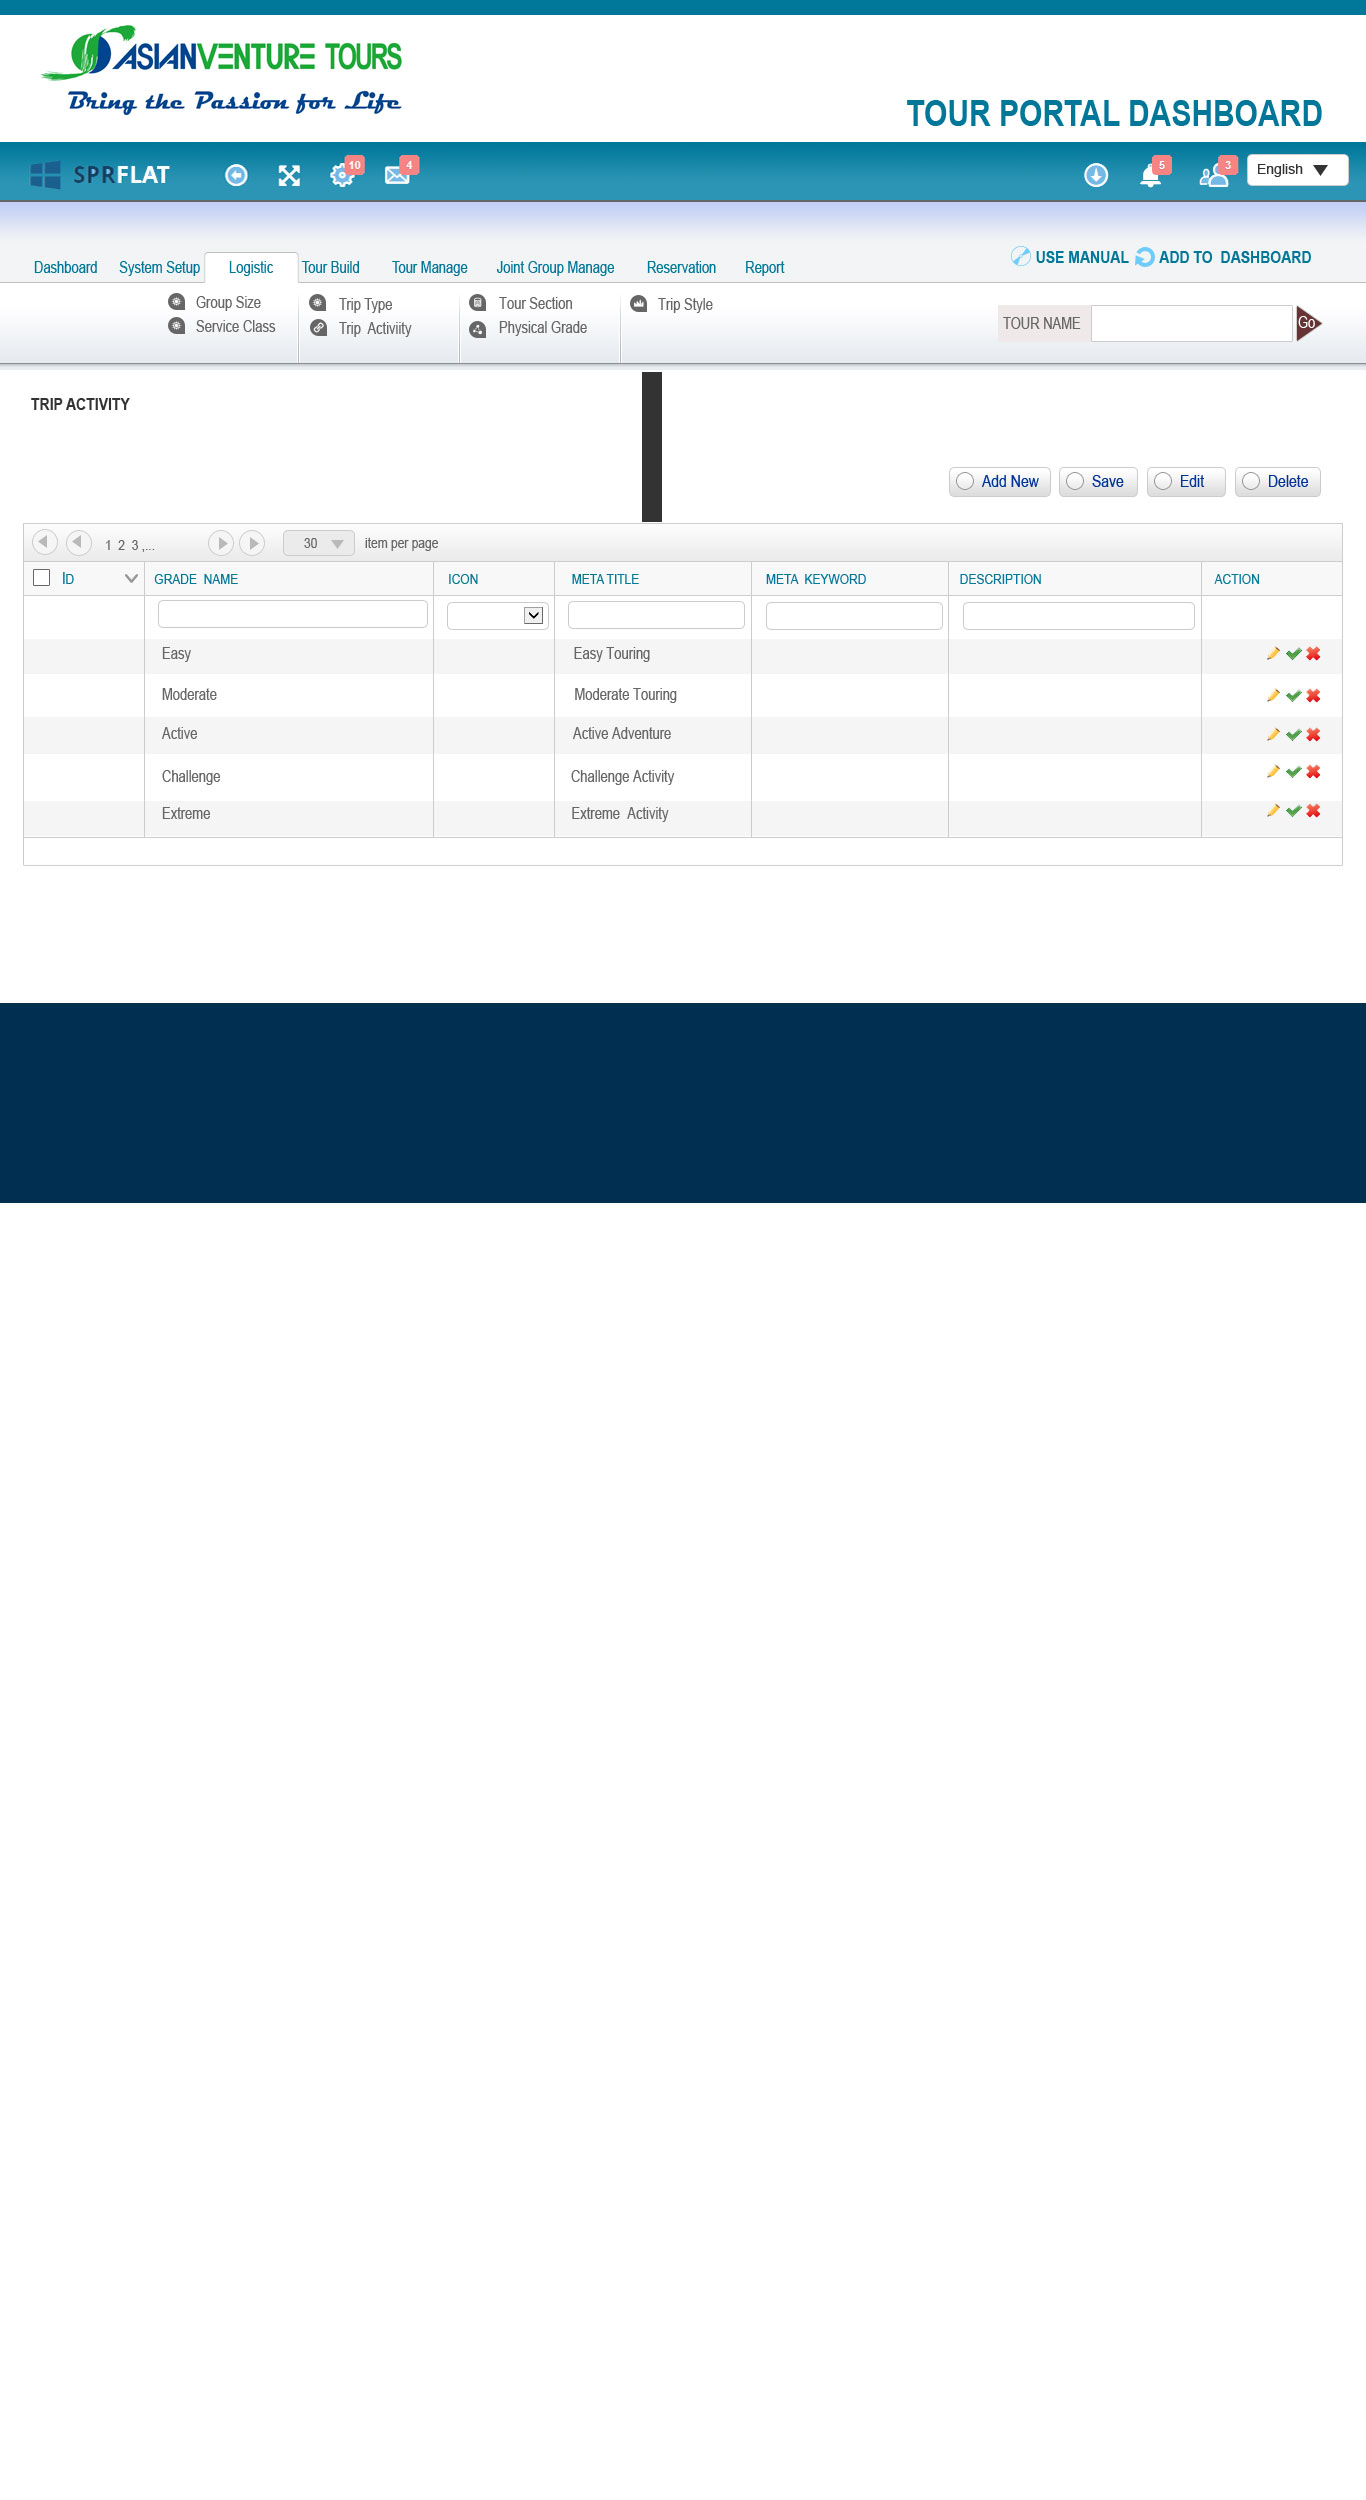 ASIANVENTURE TOURS
Bring the Passion for Life
TOUR PORTAL DASHBOARD
SPRFLAT 10 4 5 3 English
USE MANUAL ADD TO DASHBOARD
Dashboard System Setup Logistic Tour Build Tour Manage Joint Group Manage Reservation Report
Group Size Trip Type Tour Section Trip Style
Service Class Trip Activiity Physical Grade
TOUR NAME Go
TRIP ACTIVITY
Add New Save Edit Delete
1 2 3 ,... 30 item per page
ID GRADE NAME ICON META TITLE META KEYWORD DESCRIPTION ACTION
Easy Easy Touring
Moderate Moderate Touring
Active Active Adventure
Challenge Challenge Activity
Extreme Extreme Activity